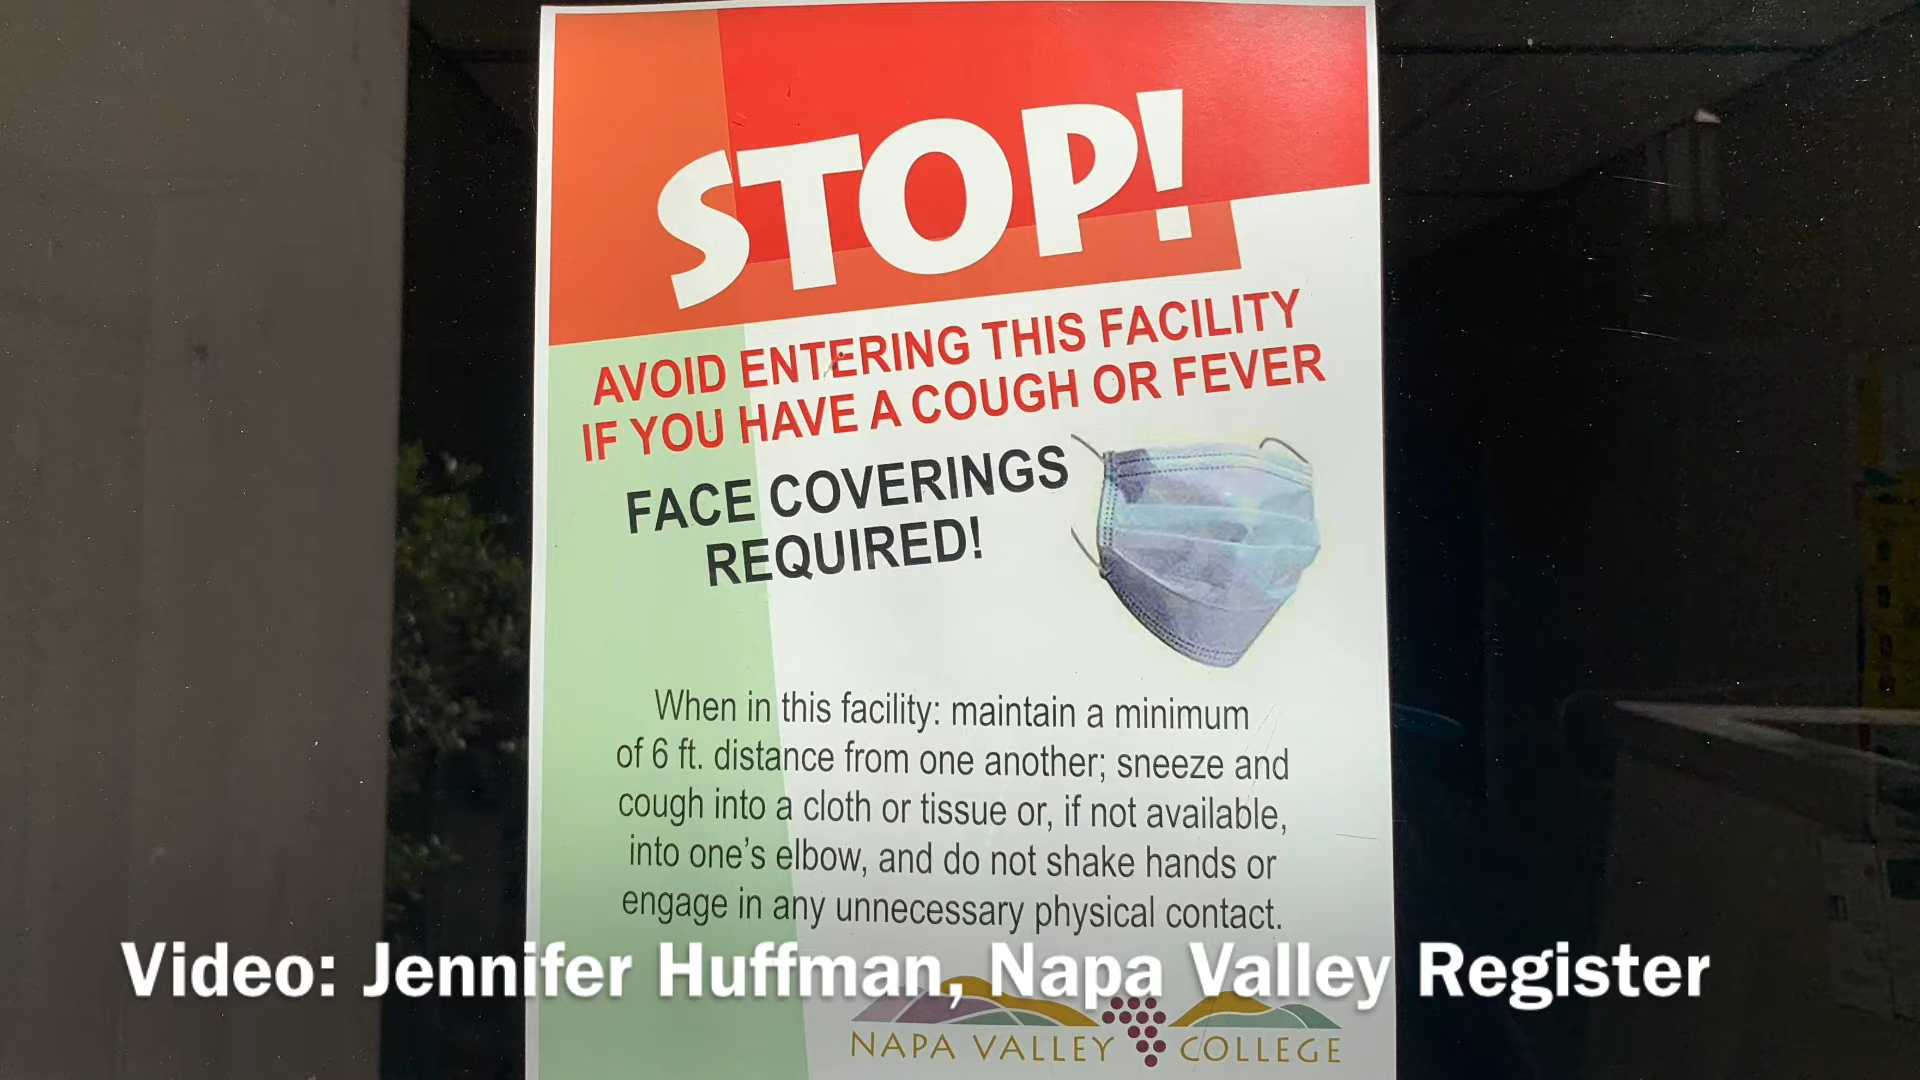 STOP!
AVOID ENTERING THIS FACILITY
IF YOU HAVE A COUGH OR FEVER
FACE COVERINGS
REQUIRED!
When in this facility: maintain a minimum
of 6 ft. distance from one another; sneeze and
cough into a cloth or tissue or, if not available,
into one's elbow, and do not shake hands or
engage in any unnecessary physical contact.
Video: Jennifer Huffman, Napa Valley Register
NAPA VALLEY COLLEGE